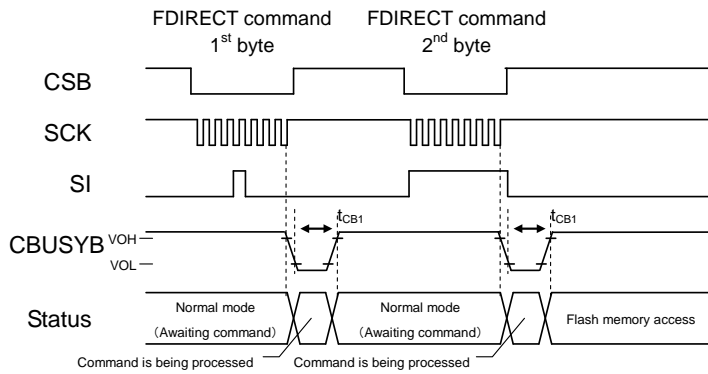 FDIRECT command
1st byte
FDIRECT command
2nd byte
CSB
SCK
SI
tCB1
tCB1
CBUSYB
VOH
VOL
Status
Normal mode
(Awaiting command)
Normal mode
(Awaiting command)
Flash memory access
Command is being processed
Command is being processed